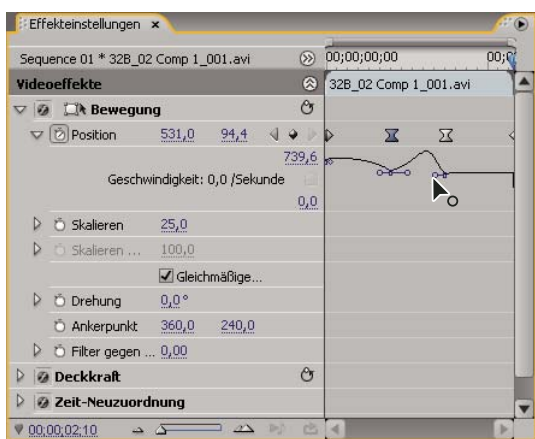 Effekteinstellungen ×
Sequence 01 * 32B_02 Comp 1_001.avi 00;00;00;00
Videoeffekte 32B_02 Comp 1_001.avi
Bewegung
Position 531,0 94,4
739,6
Geschwindigkeit: 0,0 /Sekunde
0,0
Skalieren 25,0
Skalieren ... 100,0
Gleichmäßige...
Drehung 0,0°
Ankerpunkt 360,0 240,0
Filter gegen ... 0,00
Deckkraft
Zeit-Neuzuordnung
00;00;02;10